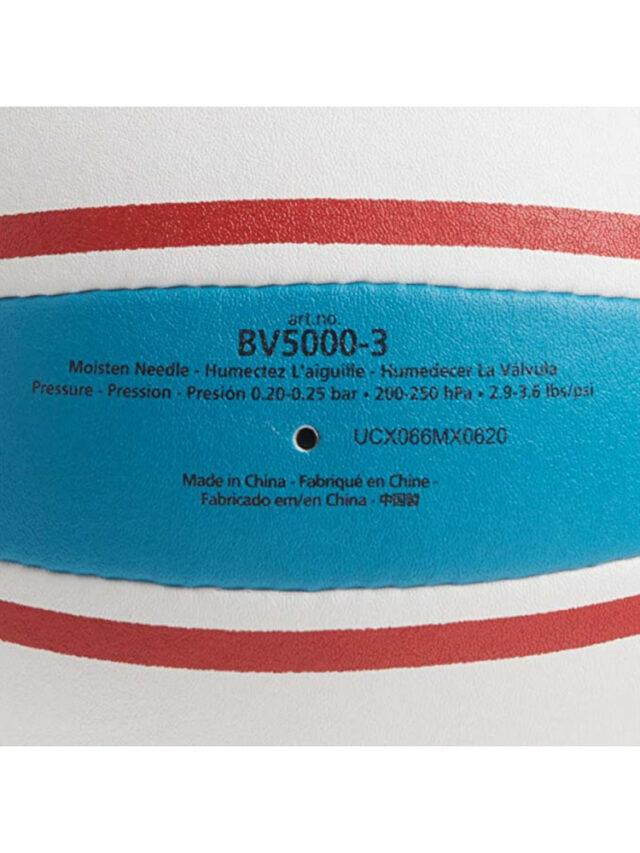 art.no.
BV5000-3
Moisten Needle - Humectez L'aiguille - Humedecer La Válvula
Pressure - Pression - Presión 0.20-0.25 bar • 200-250 hPa • 2.9-3.6 lbs/psi
UCX066MX0620
Made in China - Fabriqué en Chine -
Fabricado em/en China - 中国製